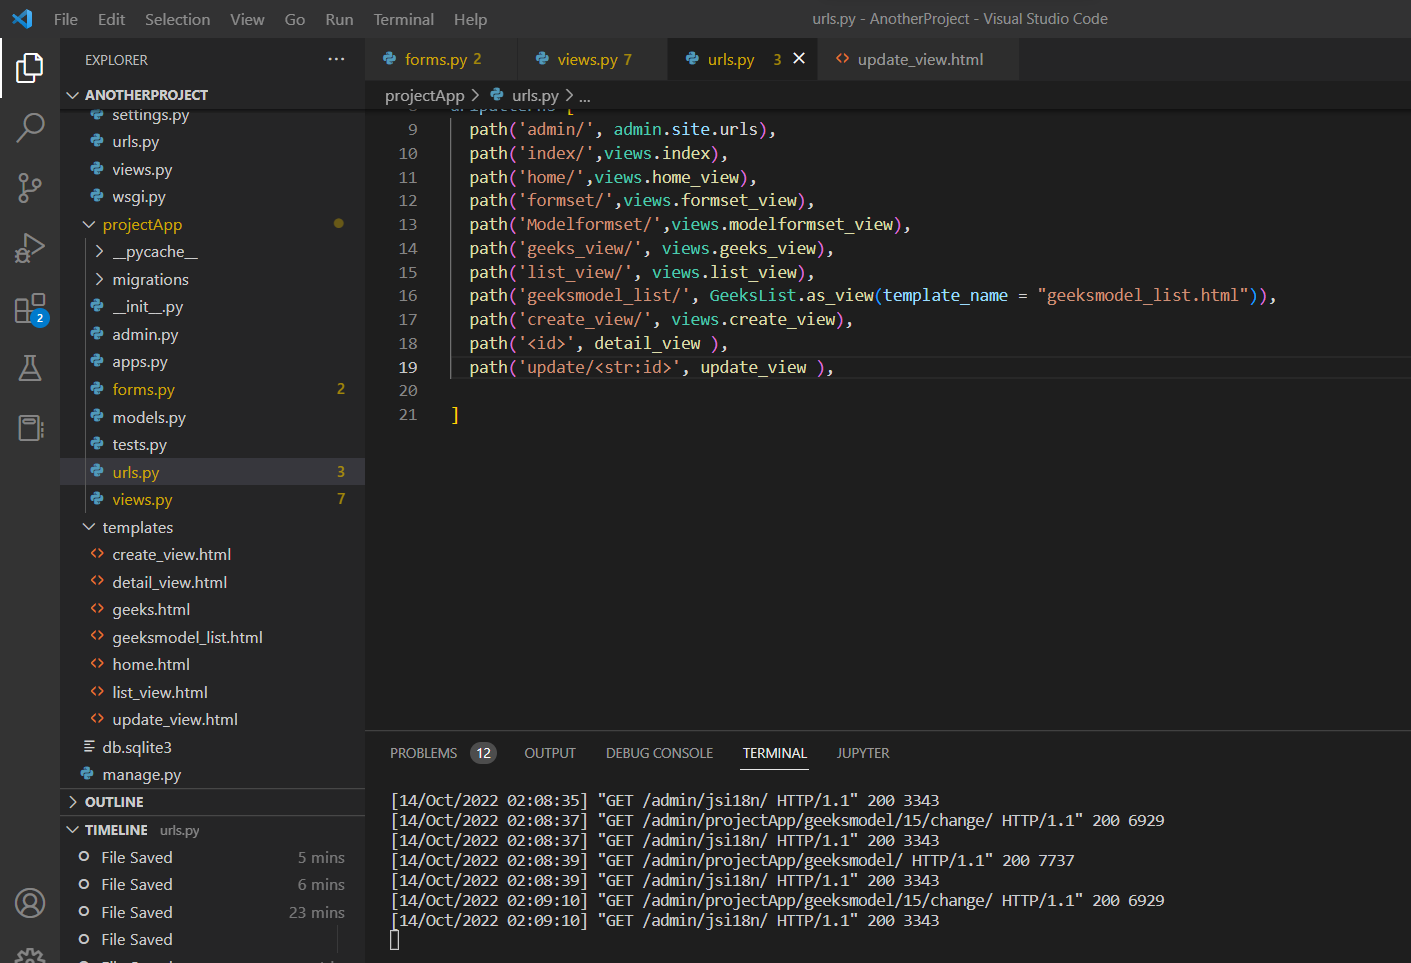 File Edit Selection View Go Run Terminal Help
urls.py - AnotherProject - Visual Studio Code
EXPLORER
ANOTHERPROJECT
settings.py
urls.py
views.py
wsgi.py
projectApp
__pycache__
migrations
__init__.py
admin.py
apps.py
forms.py 2
models.py
tests.py
urls.py 3
views.py 7
templates
create_view.html
detail_view.html
geeks.html
geeksmodel_list.html
home.html
list_view.html
update_view.html
db.sqlite3
manage.py
OUTLINE
TIMELINE urls.py
File Saved 5 mins
File Saved 6 mins
File Saved 23 mins
File Saved
2
forms.py 2 views.py 7 urls.py 3 update_view.html
projectApp > urls.py > ...
9 path('admin/', admin.site.urls),
10 path('index/',views.index),
11 path('home/',views.home_view),
12 path('formset/',views.formset_view),
13 path('Modelformset/',views.modelformset_view),
14 path('geeks_view/', views.geeks_view),
15 path('list_view/', views.list_view),
16 path('geeksmodel_list/', GeeksList.as_view(template_name = "geeksmodel_list.html")),
17 path('create_view/', views.create_view),
18 path('<id>', detail_view ),
19 path('update/<str:id>', update_view ),
20
21 ]
PROBLEMS 12 OUTPUT DEBUG CONSOLE TERMINAL JUPYTER
[14/Oct/2022 02:08:35] "GET /admin/jsi18n/ HTTP/1.1" 200 3343
[14/Oct/2022 02:08:37] "GET /admin/projectApp/geeksmodel/15/change/ HTTP/1.1" 200 6929
[14/Oct/2022 02:08:37] "GET /admin/jsi18n/ HTTP/1.1" 200 3343
[14/Oct/2022 02:08:39] "GET /admin/projectApp/geeksmodel/ HTTP/1.1" 200 7737
[14/Oct/2022 02:08:39] "GET /admin/jsi18n/ HTTP/1.1" 200 3343
[14/Oct/2022 02:09:10] "GET /admin/projectApp/geeksmodel/15/change/ HTTP/1.1" 200 6929
[14/Oct/2022 02:09:10] "GET /admin/jsi18n/ HTTP/1.1" 200 3343